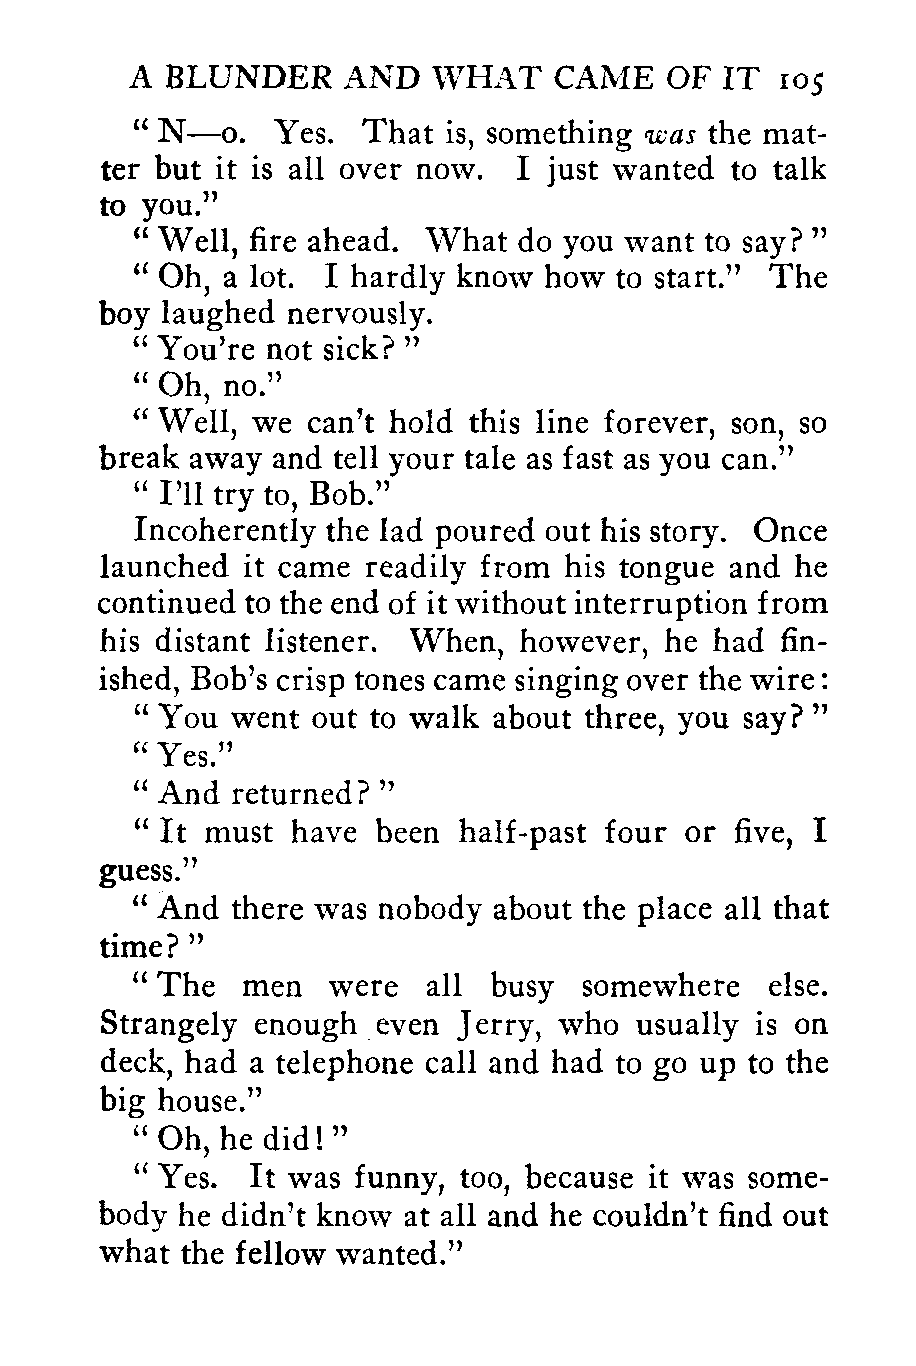 A BLUNDER AND WHAT CAME OF IT 105
“ N—o. Yes. That is, something was the mat-
ter but it is all over now. I just wanted to talk
to you.”
“ Well, fire ahead. What do you want to say? ”
“ Oh, a lot. I hardly know how to start.” The
boy laughed nervously.
“ You’re not sick? ”
“ Oh, no.”
“ Well, we can’t hold this line forever, son, so
break away and tell your tale as fast as you can.”
“ I’ll try to, Bob.”
Incoherently the lad poured out his story. Once
launched it came readily from his tongue and he
continued to the end of it without interruption from
his distant listener. When, however, he had fin-
ished, Bob’s crisp tones came singing over the wire:
“ You went out to walk about three, you say? ”
“ Yes.”
“ And returned? ”
“ It must have been half-past four or five, I
guess.”
“ And there was nobody about the place all that
time? ”
“ The men were all busy somewhere else.
Strangely enough even Jerry, who usually is on
deck, had a telephone call and had to go up to the
big house.”
“ Oh, he did! ”
“ Yes. It was funny, too, because it was some-
body he didn’t know at all and he couldn’t find out
what the fellow wanted.”